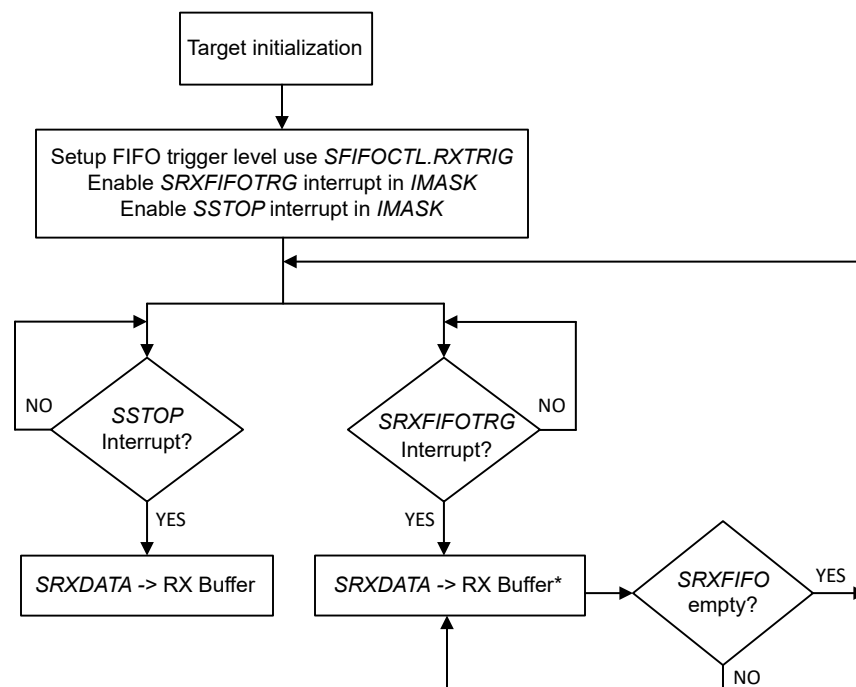 Target initialization
Setup FIFO trigger level use SFIFOCTL.RXTRIG
Enable SRXFIFOTRG interrupt in IMASK
Enable SSTOP interrupt in IMASK
NO
SSTOP
Interrupt?
YES
SRXFIFOTRG
Interrupt?
NO
YES
SRXDATA -> RX Buffer
SRXDATA -> RX Buffer*
SRXFIFO
empty?
YES
NO